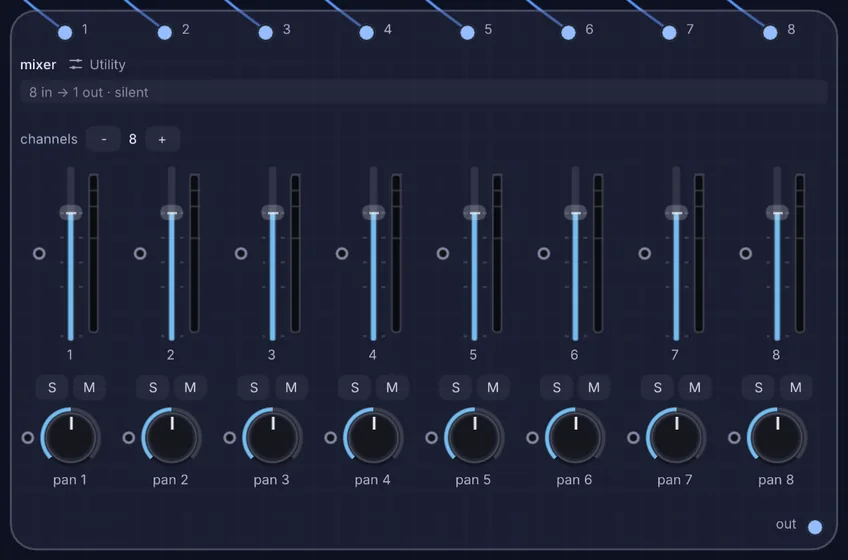 1 2 3 4 5 6 7 8
mixer Utility
8 in → 1 out · silent
channels - 8 +
1 2 3 4 5 6 7 8
S M S M S M S M S M S M S M S M
pan 1 pan 2 pan 3 pan 4 pan 5 pan 6 pan 7 pan 8
out